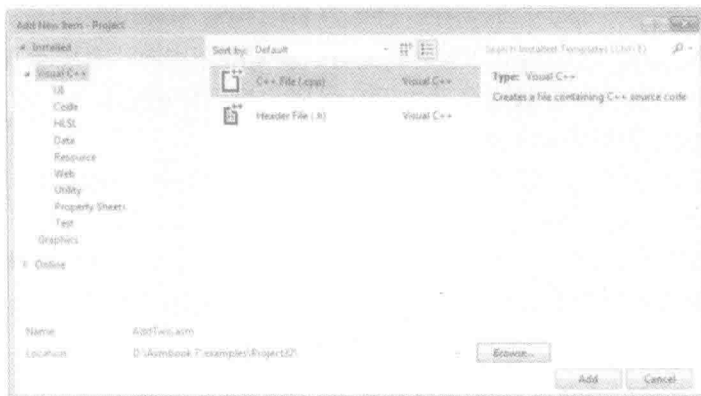 Add New Item - Project
Installed
Sort by: Default
Search Installed Templates (Ctrl+E)
Visual C++
UI
Code
HLSL
Data
Resource
Web
Utility
Property Sheets
Test
Graphics
Online
C++ File (.cpp) Visual C++
Header File (.h) Visual C++
Type: Visual C++
Creates a file containing C++ source code
Name: AddTwo.asm
Location: D:\Asmbook 7\examples\Project32\
Browse...
Add Cancel